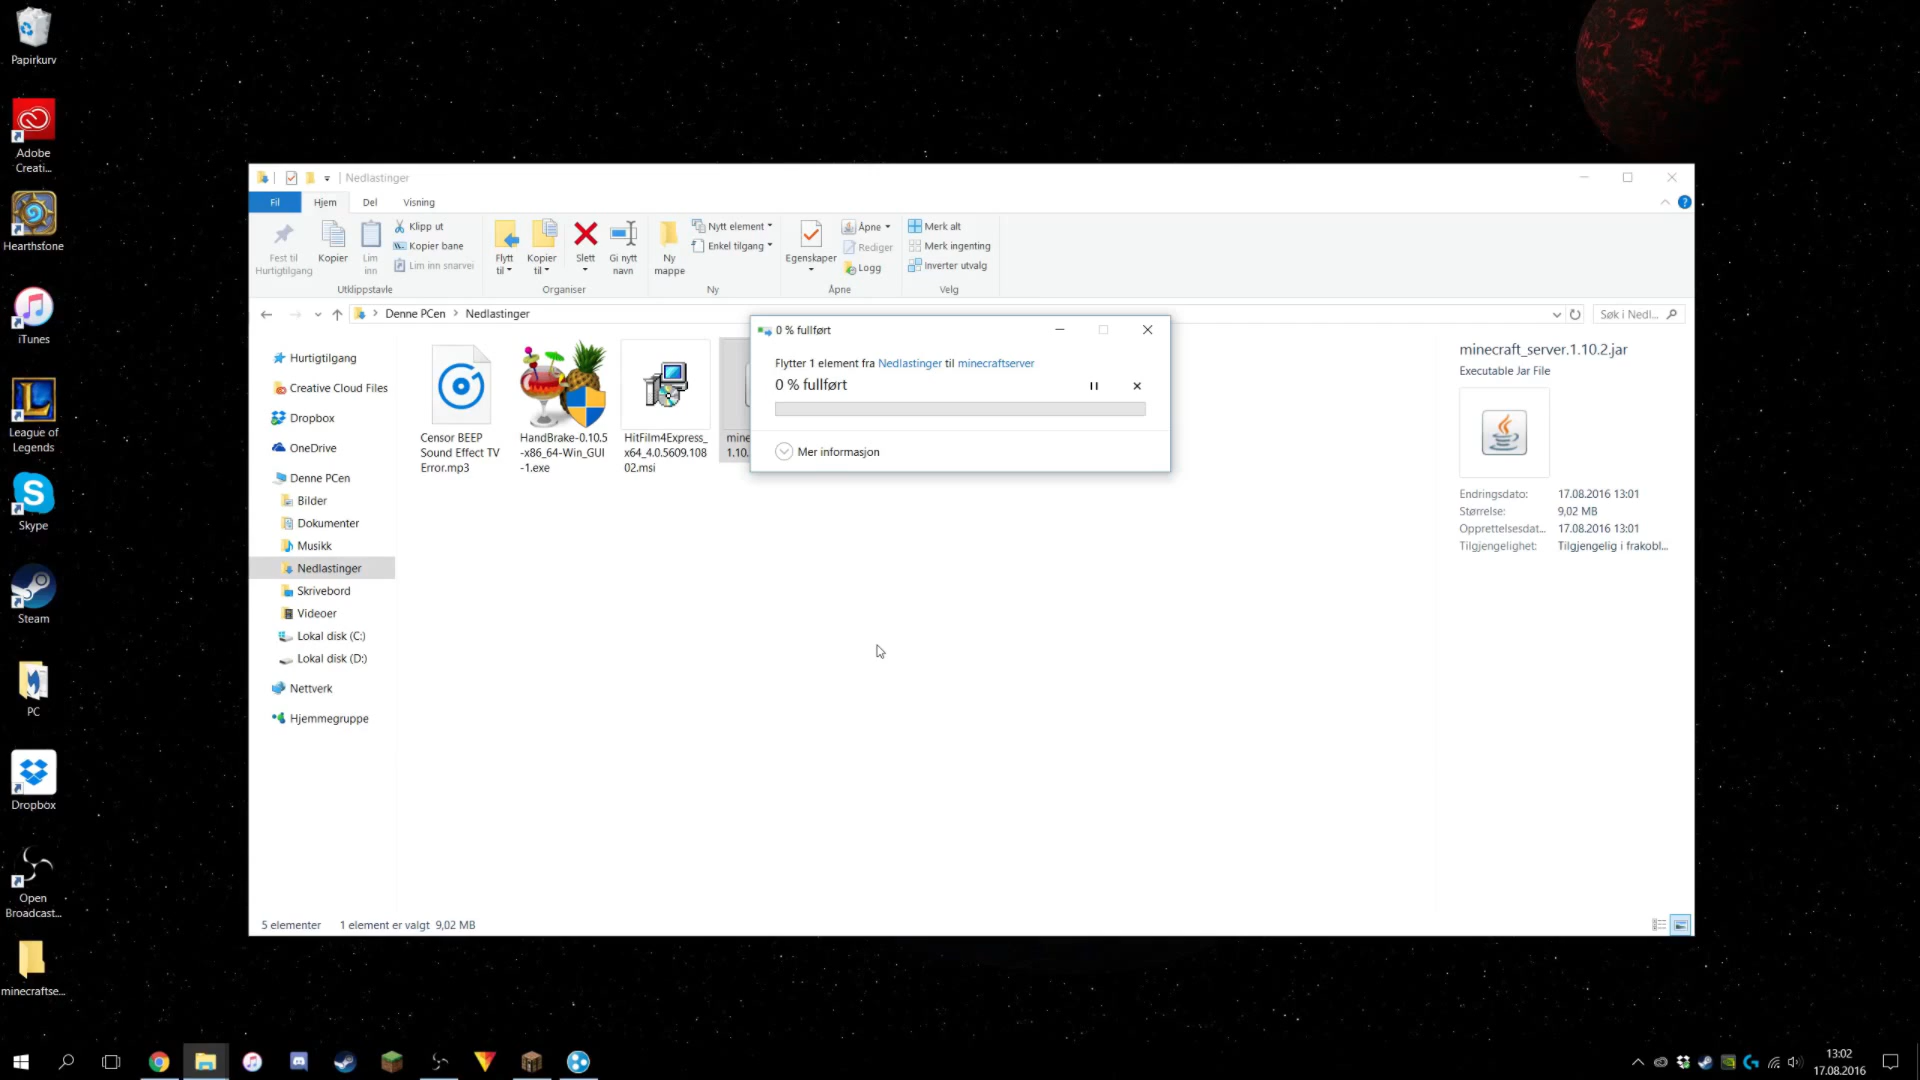 Papirkurv
Adobe
Creati...
Hearthstone
iTunes
League of
Legends
Skype
Steam
PC
Dropbox
Open
Broadcast...
minecraftse...
Nedlastinger
Fil
Hjem
Del
Visning
Fest til
Hurtigtilgang
Kopier
Lim
inn
Klipp ut
Kopier bane
Lim inn snarvei
Utklippstavle
Flytt
til
Kopier
til
Slett
Gi nytt
navn
Organiser
Ny
mappe
Nytt element
Enkel tilgang
Ny
Egenskaper
Åpne
Rediger
Logg
Åpne
Merk alt
Merk ingenting
Inverter utvalg
Velg
Denne PCen
Nedlastinger
Søk i Nedl...
Hurtigtilgang
Creative Cloud Files
Dropbox
OneDrive
Denne PCen
Bilder
Dokumenter
Musikk
Nedlastinger
Skrivebord
Videoer
Lokal disk (C:)
Lokal disk (D:)
Nettverk
Hjemmegruppe
Censor BEEP
Sound Effect TV
Error.mp3
HandBrake-0.10.5
-x86_64-Win_GUI
-1.exe
HitFilm4Express_
x64_4.0.5609.108
02.msi
mine
1.10.
0 % fullført
Flytter 1 element fra Nedlastinger til minecraftserver
0 % fullført
Mer informasjon
minecraft_server.1.10.2.jar
Executable Jar File
Endringsdato: 17.08.2016 13:01
Størrelse: 9,02 MB
Opprettelsesdat... 17.08.2016 13:01
Tilgjengelighet: Tilgjengelig i frakobl...
5 elementer 1 element er valgt 9,02 MB
13:02
17.08.2016